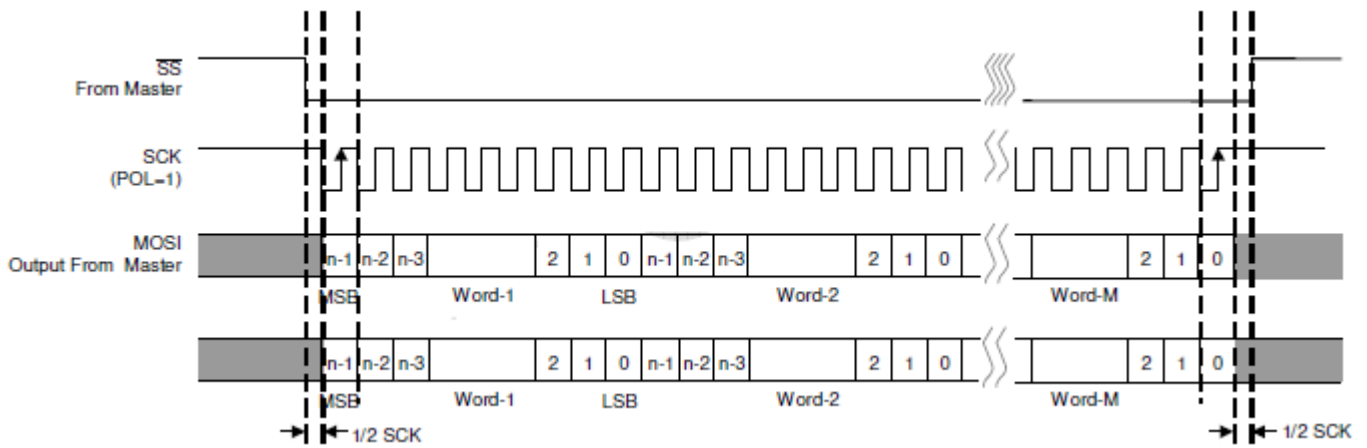 SS
From Master
SCK
(POL=1)
MOSI
Output From Master
n-1 n-2 n-3 2 1 0 n-1 n-2 n-3 2 1 0 2 1 0
MSB Word-1 LSB Word-2 Word-M
n-1 n-2 n-3 2 1 0 n-1 n-2 n-3 2 1 0 2 1 0
MSB Word-1 LSB Word-2 Word-M
1/2 SCK 1/2 SCK